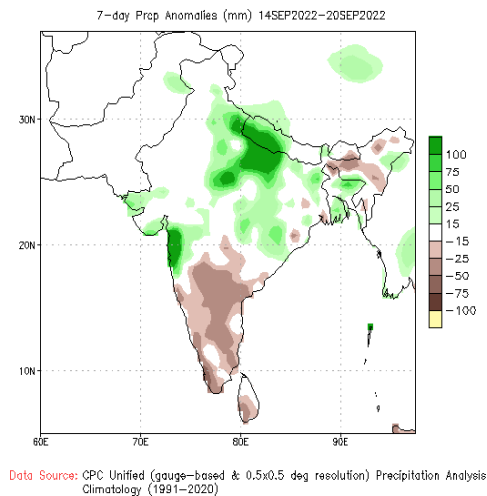 7-day Prcp Anomalies (mm) 14SEP2022-20SEP2022
30N
20N
10N
60E 70E 80E 90E
100
75
50
25
15
-15
-25
-50
-75
-100
Data Source: CPC Unified (gauge-based & 0.5x0.5 deg resolution) Precipitation Analysis
Climatology (1991-2020)